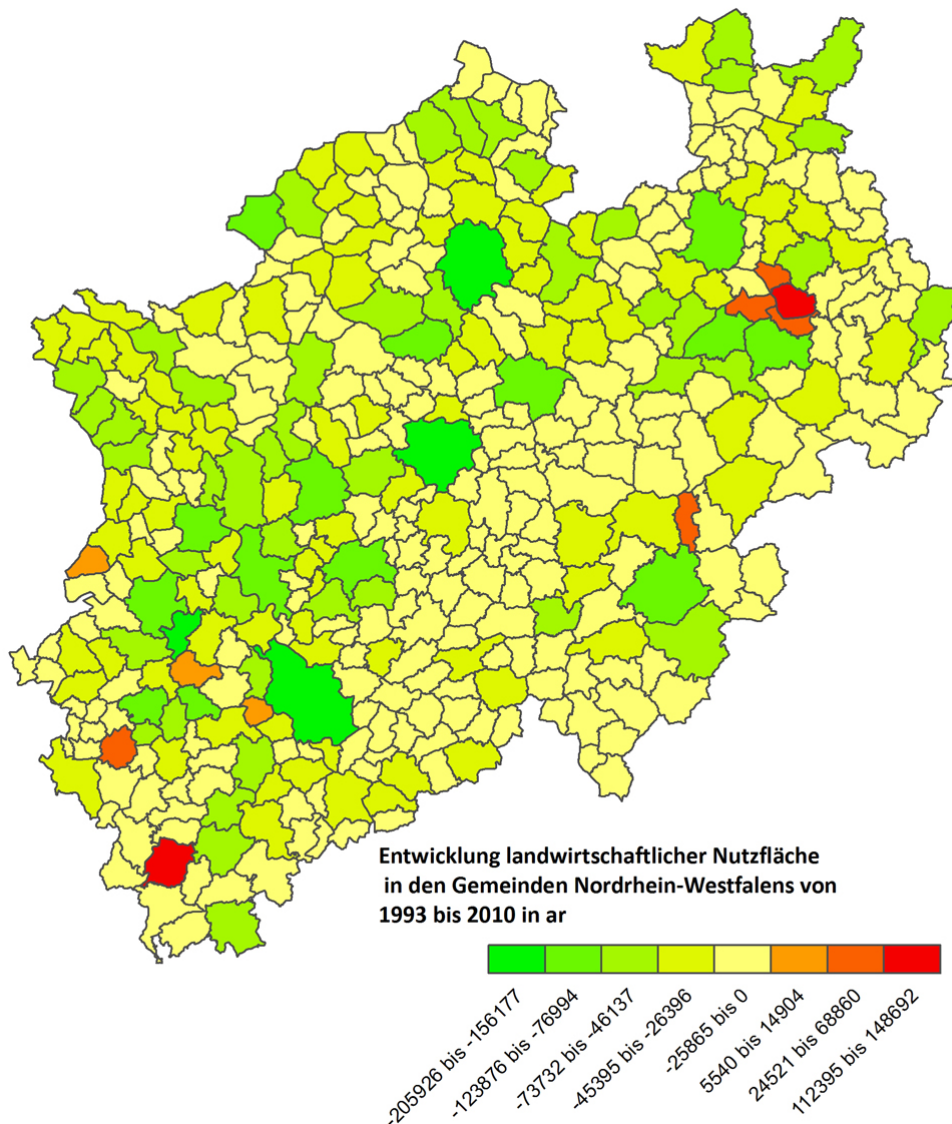 Entwicklung landwirtschaftlicher Nutzfläche
in den Gemeinden Nordrhein-Westfalens von
1993 bis 2010 in ar
-205926 bis -156177
-123876 bis -76994
-73732 bis -46137
-45395 bis -26396
-25865 bis 0
5540 bis 14904
24521 bis 68860
112395 bis 148692